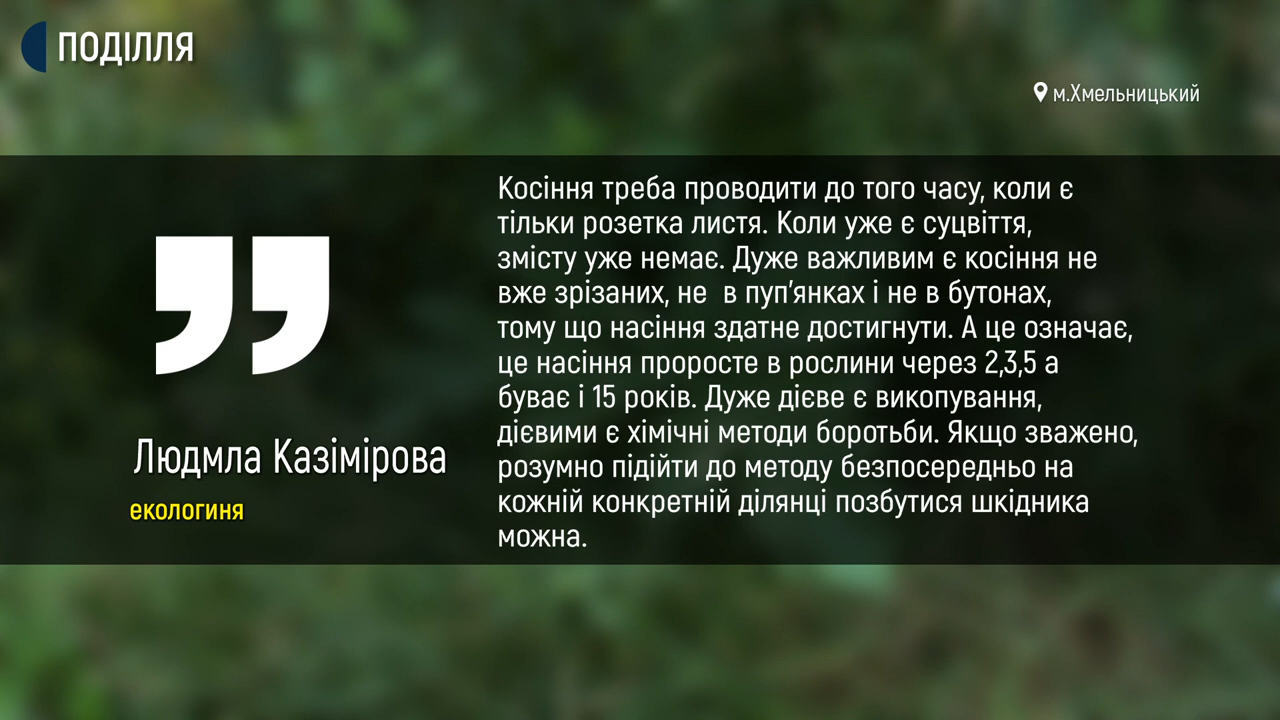 ПОДІЛЛЯ
м.Хмельницький
Косіння треба проводити до того часу, коли є
тільки розетка листя. Коли уже є суцвіття,
змісту уже немає. Дуже важливим є косіння не
вже зрізаних, не  в пуп'янках і не в бутонах,
тому що насіння здатне достигнути. А це означає,
це насіння проросте в рослини через 2,3,5 а
буває і 15 років. Дуже дієве є викопування,
дієвими є хімічні методи боротьби. Якщо зважено,
розумно підійти до методу безпосередньо на
кожній конкретній ділянці позбутися шкідника
можна.
Людмла Казімірова
екологиня